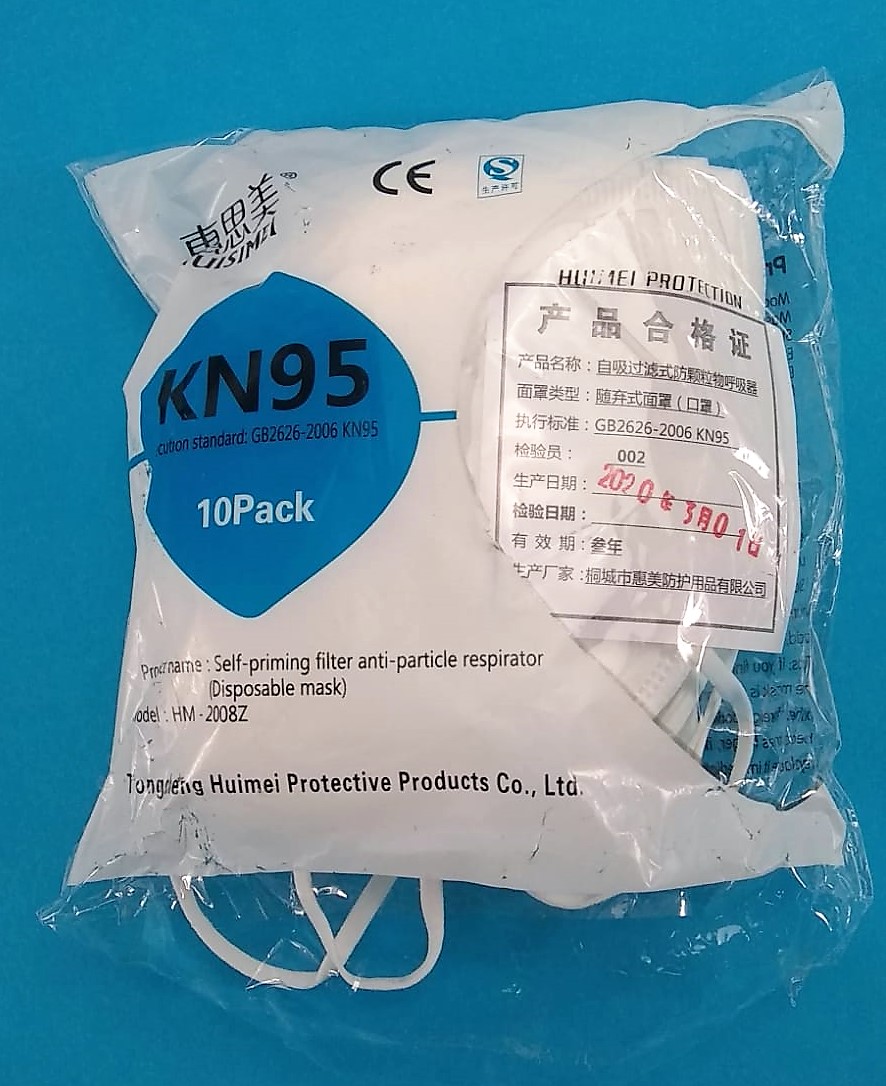 惠思美®
HUISIMEI
CE
生产许可
KN95
cution standard: GB2626-2006 KN95
10Pack
HUIMEI PROTECTION
产品合格证
产品名称：自吸过滤式防颗粒物呼吸器
面罩类型：随弃式面罩（口罩）
执行标准：GB2626-2006 KN95
检验员：002
生产日期：2020年3月01日
检验日期：
有 效 期：叁年
生产厂家：桐城市惠美防护用品有限公司
name : Self-priming filter anti-particle respirator
(Disposable mask)
odel : HM-2008Z
Huimei Protective Products Co., Ltd.